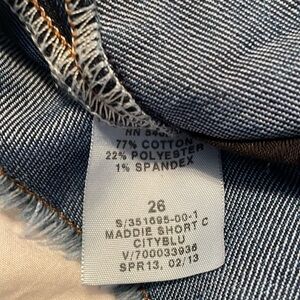 77% COTTON
22% POLYESTER
1% SPANDEX
26
S/351695-00-1
MADDIE SHORT C
CITYBLU
V/700033936
SPR13, 02/13